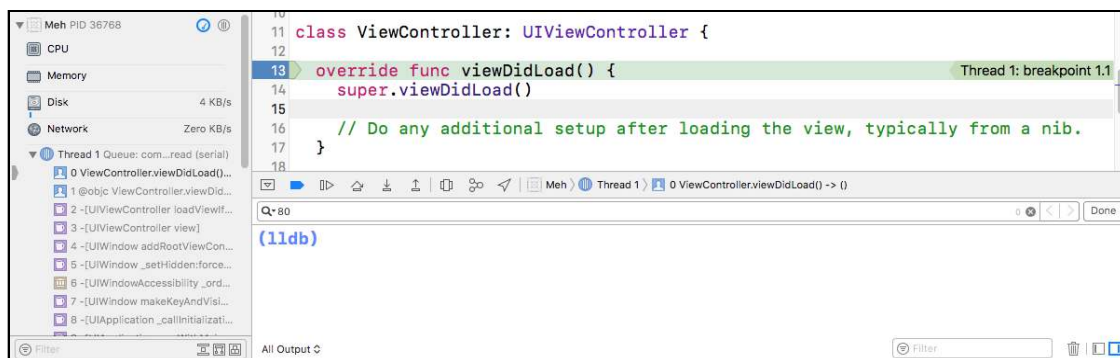 Meh PID 36768
CPU
Memory
Disk 4 KB/s
Network Zero KB/s
Thread 1 Queue: com...read (serial)
0 ViewController.viewDidLoad()...
1 @objc ViewController.viewDid...
2 -[UIViewController loadViewIf...
3 -[UIViewController view]
4 -[UIWindow addRootViewCon...
5 -[UIWindow _setHidden:force...
6 -[UIWindowAccessibility _ord...
7 -[UIWindow makeKeyAndVisi...
8 -[UIApplication _callInitializati...
Filter
10
11 class ViewController: UIViewController {
12
13 override func viewDidLoad() { Thread 1: breakpoint 1.1
14 super.viewDidLoad()
15
16 // Do any additional setup after loading the view, typically from a nib.
17 }
18
Meh Thread 1 0 ViewController.viewDidLoad() -> ()
80 0 < > Done
(lldb)
All Output Filter